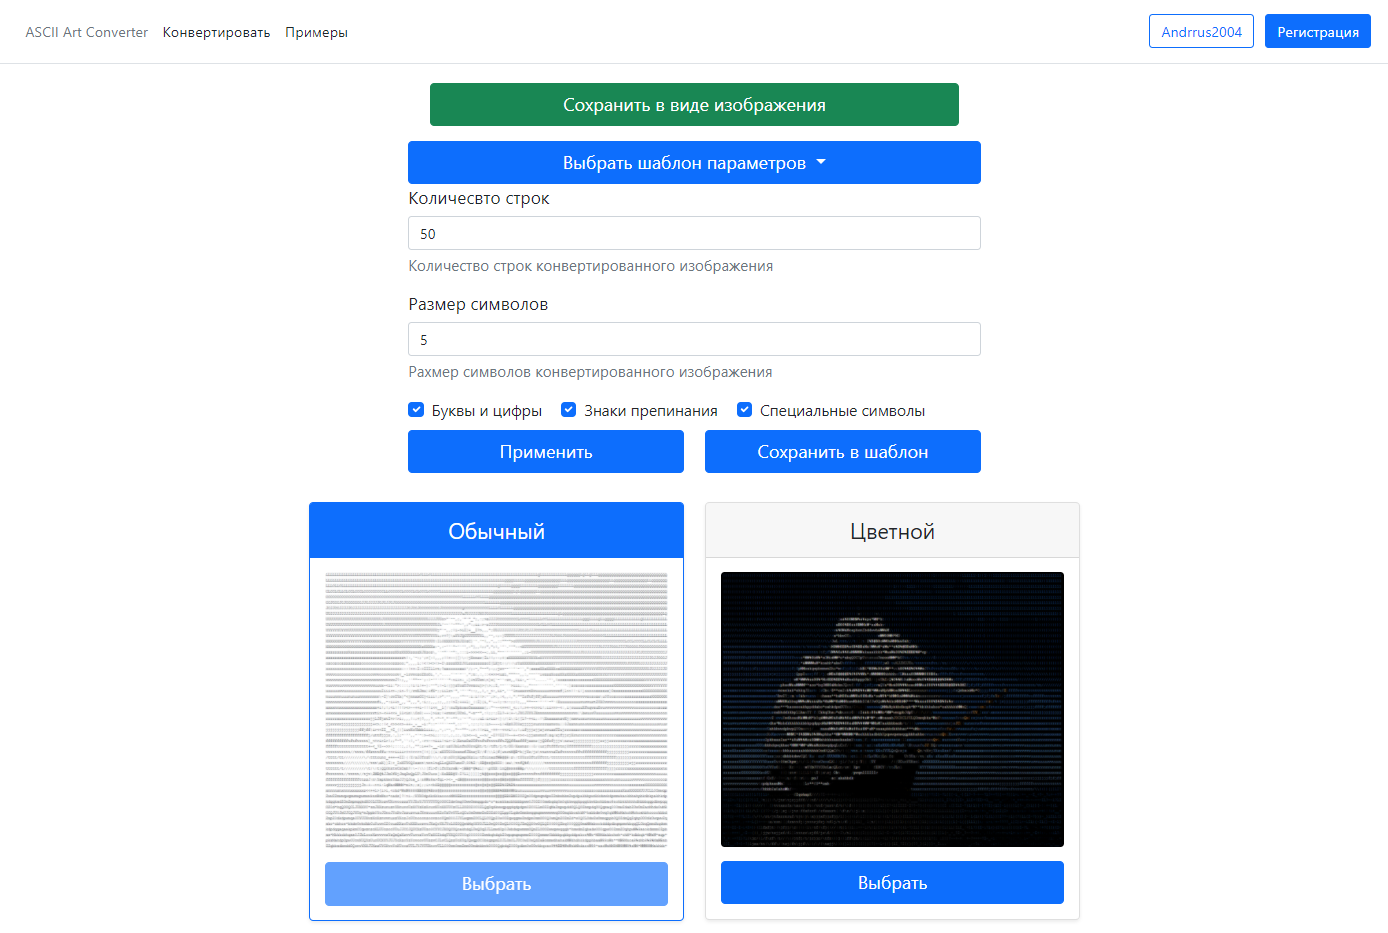 ASCII Art Converter Конвертировать Примеры Andrrus2004 Регистрация
Сохранить в виде изображения
Выбрать шаблон параметров
Количесвто строк
50
Количество строк конвертированного изображения
Размер символов
5
Рахмер символов конвертированного изображения
Буквы и цифры Знаки препинания Специальные символы
Применить Сохранить в шаблон
Обычный Цветной
Выбрать Выбрать